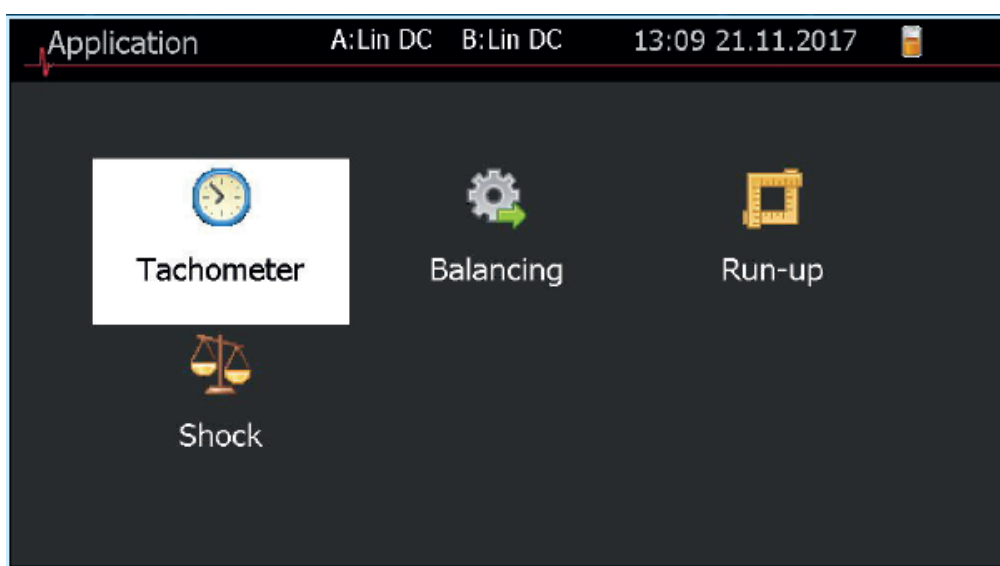 Application A:Lin DC B:Lin DC 13:09 21.11.2017
Tachometer Balancing Run-up
Shock